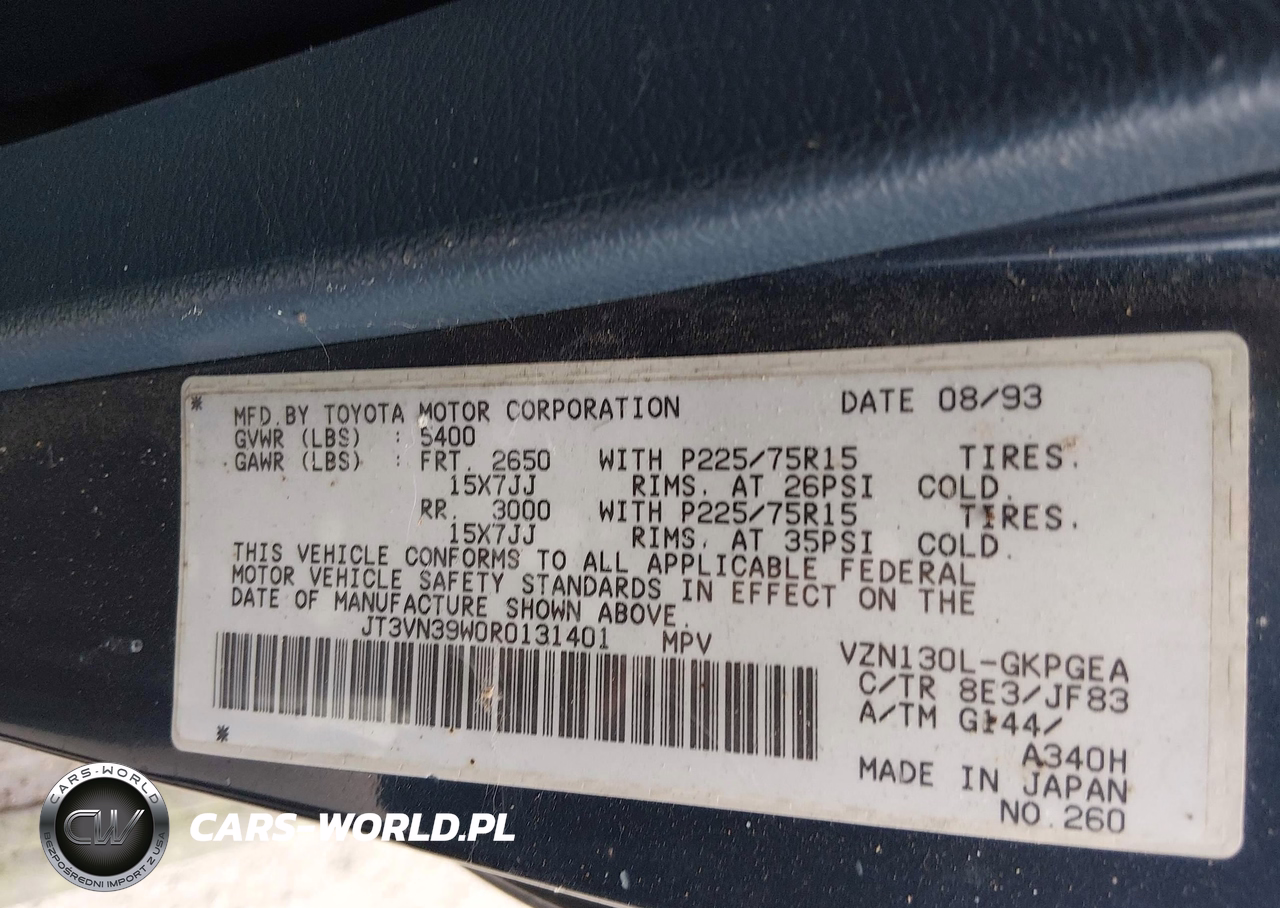 * MFD.BY TOYOTA MOTOR CORPORATION DATE 08/93
GVWR (LBS) : 5400
GAWR (LBS) : FRT. 2650 WITH P225/75R15 TIRES.
15X7JJ RIMS. AT 26PSI COLD.
RR. 3000 WITH P225/75R15 TIRES.
15X7JJ RIMS. AT 35PSI COLD.
THIS VEHICLE CONFORMS TO ALL APPLICABLE FEDERAL
MOTOR VEHICLE SAFETY STANDARDS IN EFFECT ON THE
DATE OF MANUFACTURE SHOWN ABOVE.
JT3VN39W0R0131401 MPV
VZN130L-GKPGEA
C/TR 8E3/JF83
A/TM G144/
A340H
*
MADE IN JAPAN
NO.260
CARS-WORLD
CW
BEZPOŚREDNI IMPORT Z USA
CARS-WORLD.PL